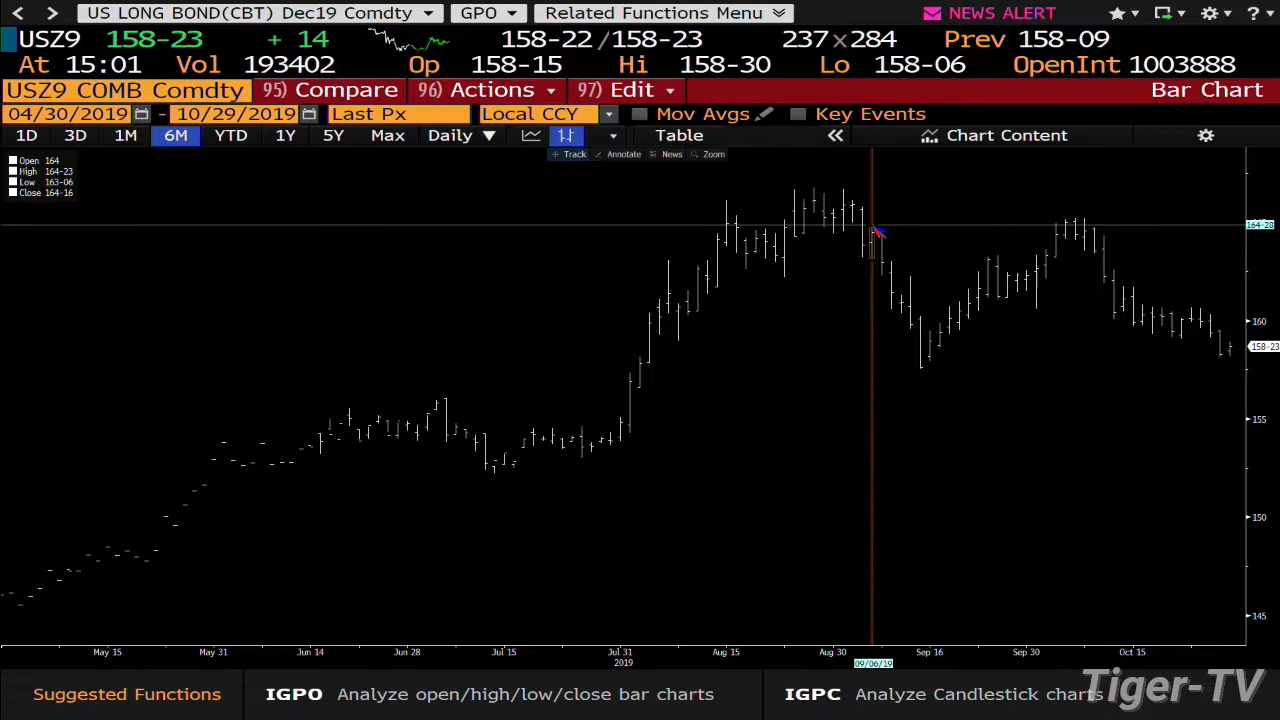 US LONG BOND(CBT) Dec19 Comdty GPO Related Functions Menu NEWS ALERT ?
USZ9 158-23 + 14 158-22/158-23 237x284 Prev 158-09
At 15:01 Vol 193402 Op 158-15 Hi 158-30 Lo 158-06 OpenInt 1003888
USZ9 COMB Comdty 95) Compare 96) Actions 97) Edit Bar Chart
04/30/2019 - 10/29/2019 Last Px Local CCY Mov Avgs Key Events
1D 3D 1M 6M YTD 1Y 5Y Max Daily Table Chart Content
Track Annotate News Zoom
Open 164
High 164-23
Low 163-06
Close 164-16
164-28
160
158-23
155
150
145
May 15 May 31 Jun 14 Jun 28 Jul 15 Jul 31 Aug 15 Aug 30 Sep 16 Sep 30 Oct 15
2019 09/06/19
Suggested Functions IGPO Analyze open/high/low/close bar charts IGPC Analyze Candlestick charts
Tiger-TV